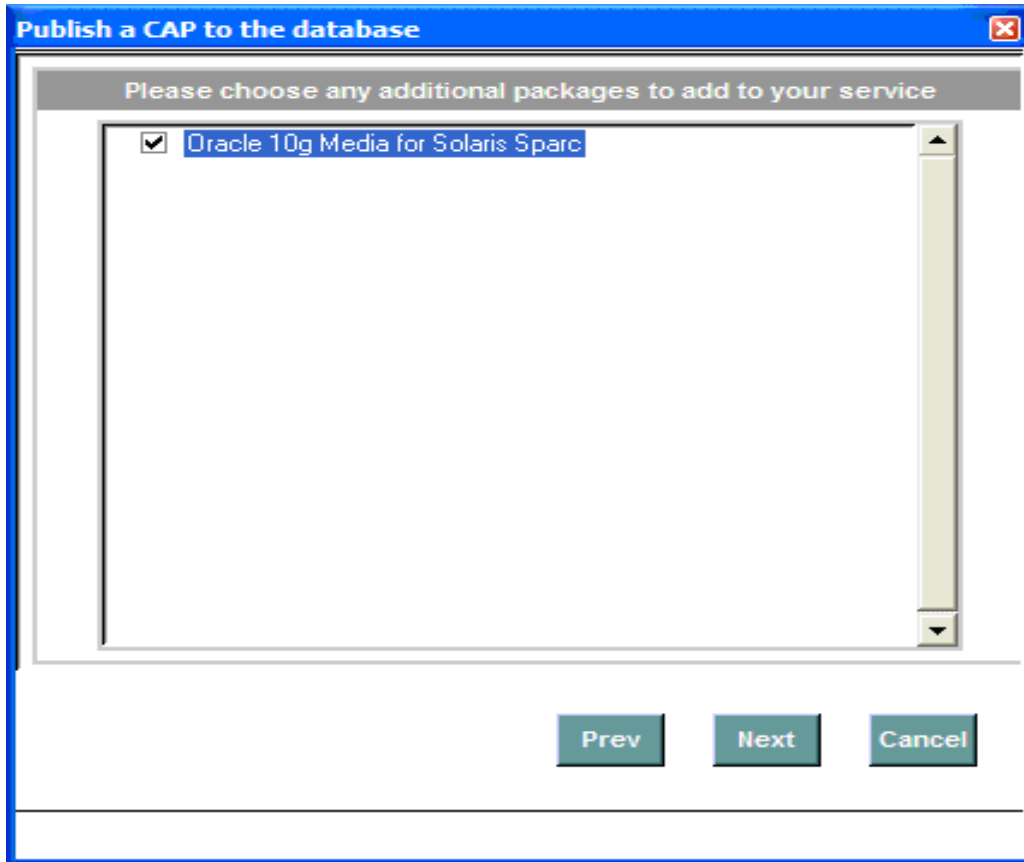 Publish a CAP to the database
Please choose any additional packages to add to your service
Oracle 10g Media for Solaris Sparc
Prev Next Cancel